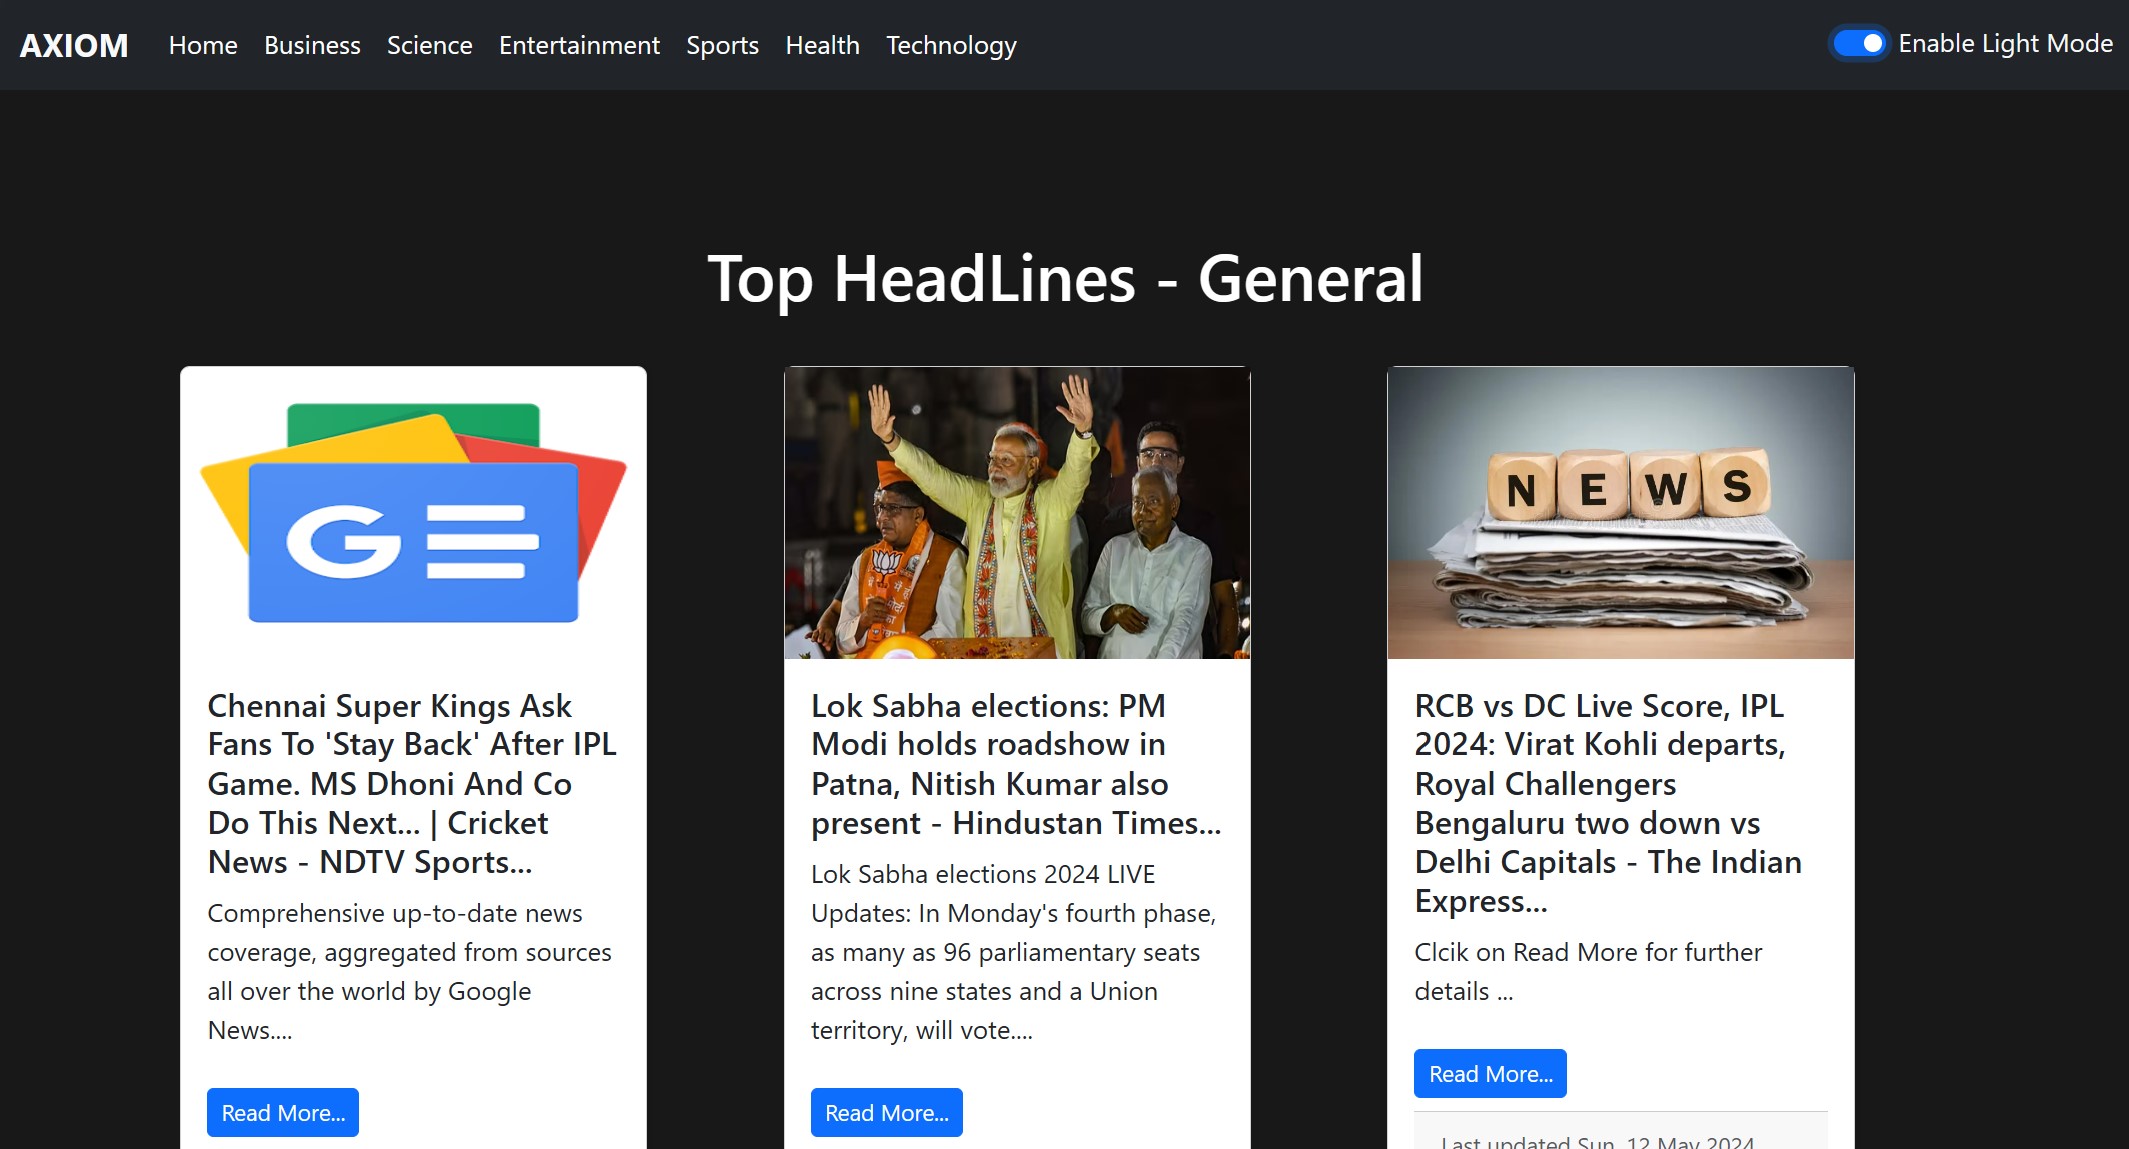 AXIOM Home Business Science Entertainment Sports Health Technology Enable Light Mode
Top HeadLines - General
G
Chennai Super Kings Ask
Fans To 'Stay Back' After IPL
Game. MS Dhoni And Co
Do This Next... | Cricket
News - NDTV Sports...
Comprehensive up-to-date news
coverage, aggregated from sources
all over the world by Google
News....
Read More...
Lok Sabha elections: PM
Modi holds roadshow in
Patna, Nitish Kumar also
present - Hindustan Times...
Lok Sabha elections 2024 LIVE
Updates: In Monday's fourth phase,
as many as 96 parliamentary seats
across nine states and a Union
territory, will vote....
Read More...
NEWS
RCB vs DC Live Score, IPL
2024: Virat Kohli departs,
Royal Challengers
Bengaluru two down vs
Delhi Capitals - The Indian
Express...
Clcik on Read More for further
details ...
Read More...
Last updated Sun, 12 May 2024